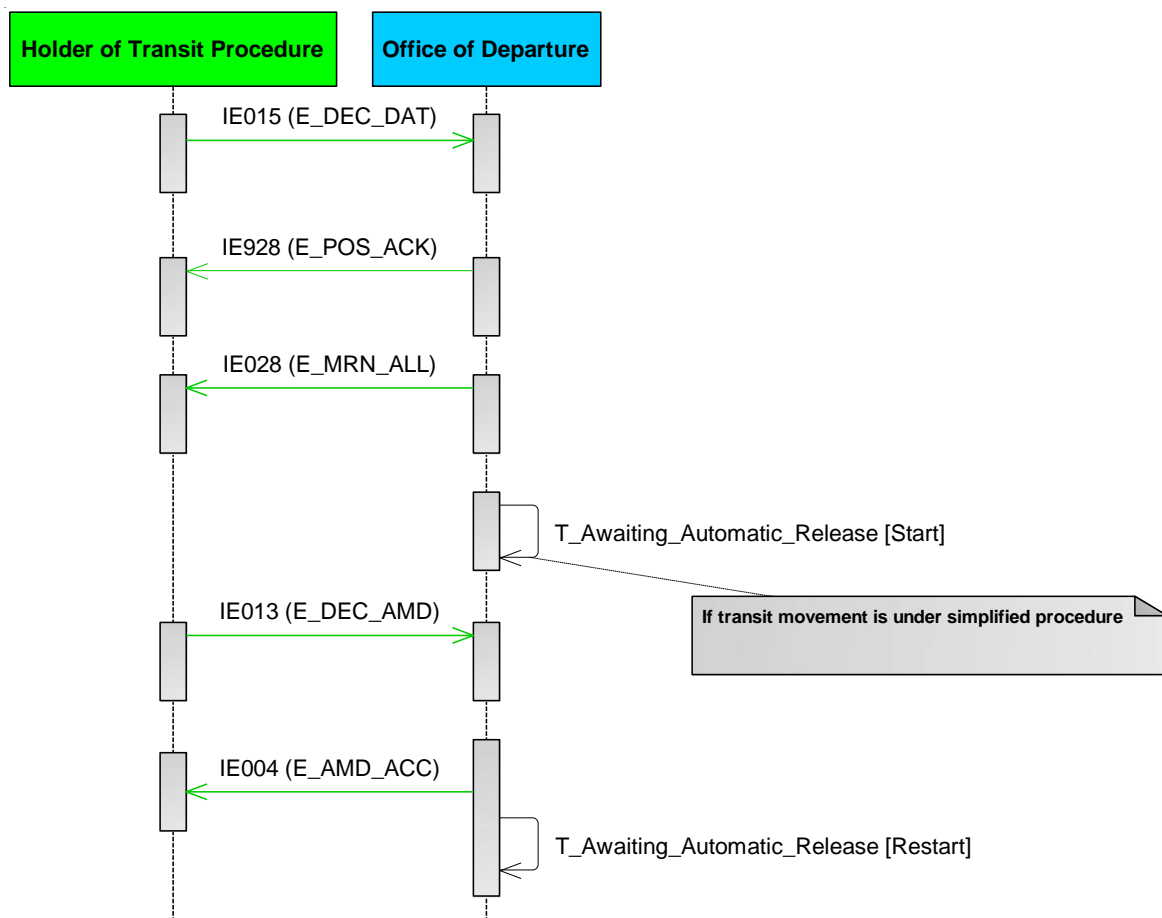 Holder of Transit Procedure
Office of Departure
IE015 (E_DEC_DAT)
IE928 (E_POS_ACK)
IE028 (E_MRN_ALL)
T_Awaiting_Automatic_Release [Start]
IE013 (E_DEC_AMD)
If transit movement is under simplified procedure
IE004 (E_AMD_ACC)
T_Awaiting_Automatic_Release [Restart]